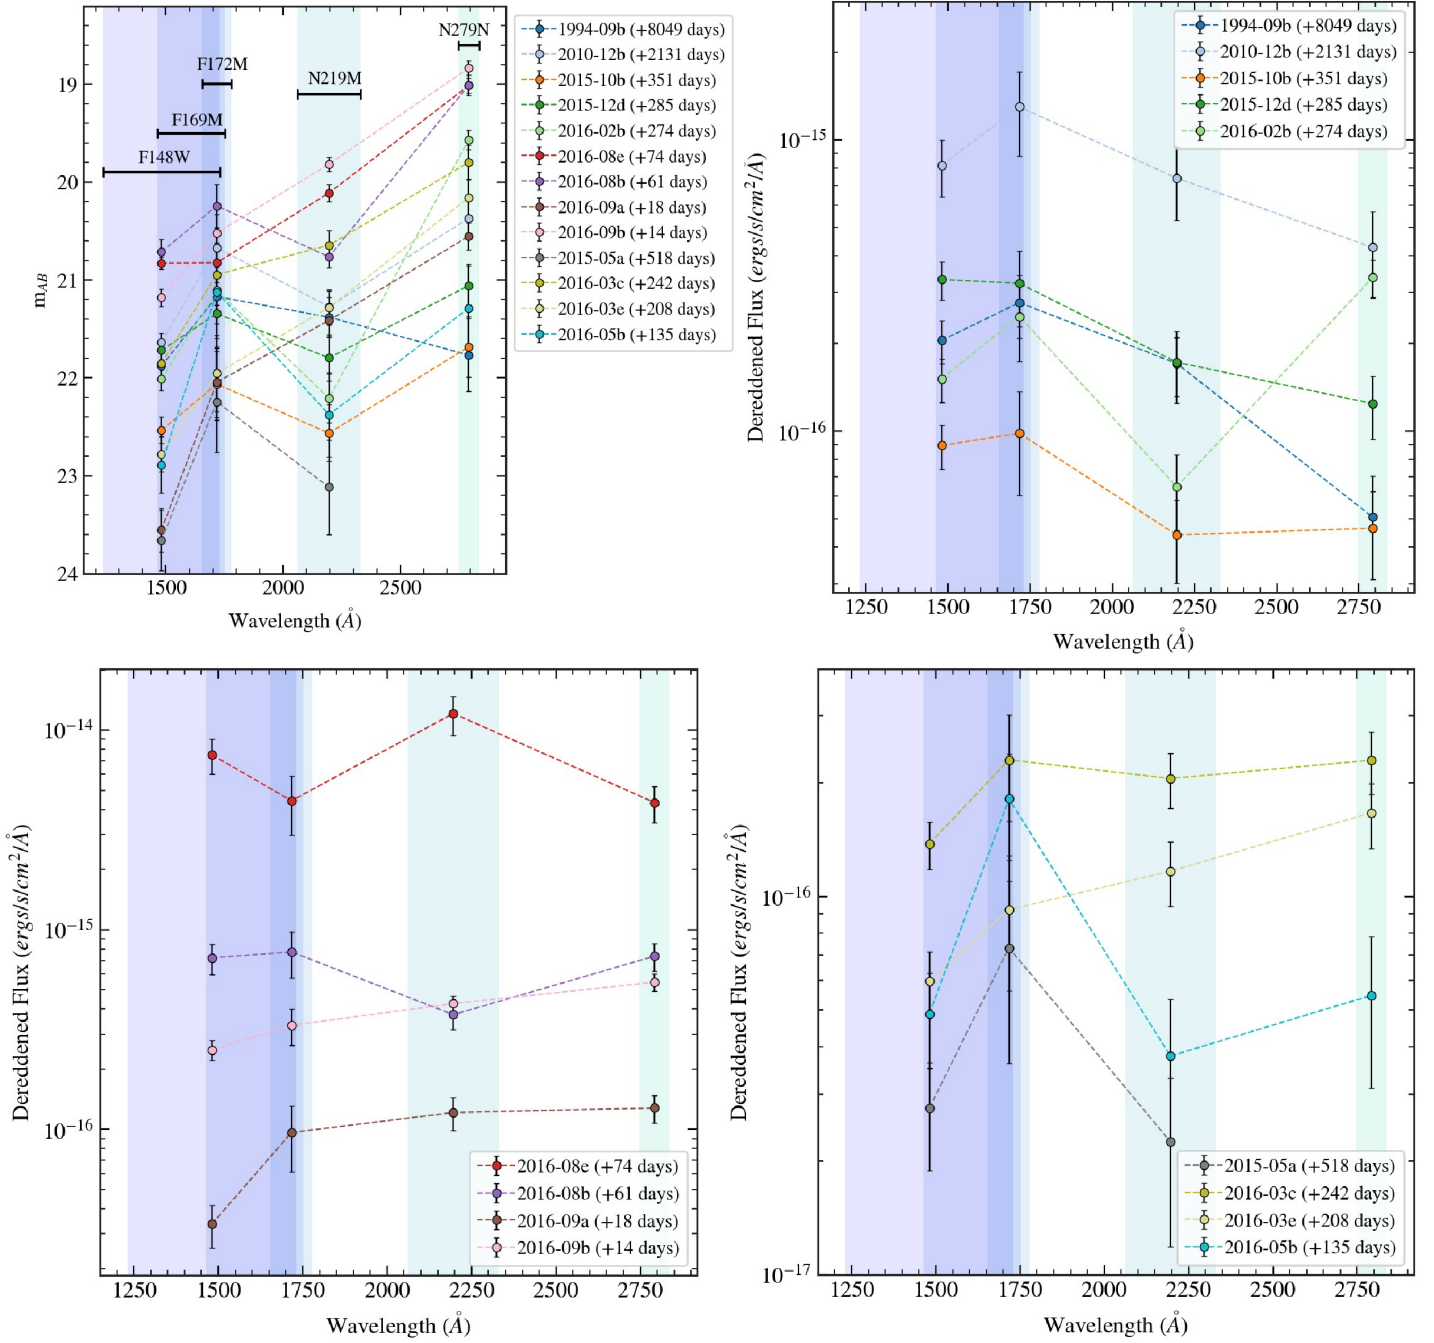 F172M
N279N
N219M
F169M
F148W
19
20
21
22
23
24
m_AB
1500
2000
2500
Wavelength (Å)
1994-09b (+8049 days)
2010-12b (+2131 days)
2015-10b (+351 days)
2015-12d (+285 days)
2016-02b (+274 days)
2016-08e (+74 days)
2016-08b (+61 days)
2016-09a (+18 days)
2016-09b (+14 days)
2015-05a (+518 days)
2016-03c (+242 days)
2016-03e (+208 days)
2016-05b (+135 days)
1994-09b (+8049 days)
2010-12b (+2131 days)
2015-10b (+351 days)
2015-12d (+285 days)
2016-02b (+274 days)
10⁻¹⁵
10⁻¹⁶
Dereddened Flux (ergs/s/cm²/Å)
1250
1500
1750
2000
2250
2500
2750
Wavelength (Å)
10⁻¹⁴
10⁻¹⁵
10⁻¹⁶
Dereddened Flux (ergs/s/cm²/Å)
2016-08e (+74 days)
2016-08b (+61 days)
2016-09a (+18 days)
2016-09b (+14 days)
1250
1500
1750
2000
2250
2500
2750
Wavelength (Å)
10⁻¹⁶
10⁻¹⁷
Dereddened Flux (ergs/s/cm²/Å)
2015-05a (+518 days)
2016-03c (+242 days)
2016-03e (+208 days)
2016-05b (+135 days)
1250
1500
1750
2000
2250
2500
2750
Wavelength (Å)